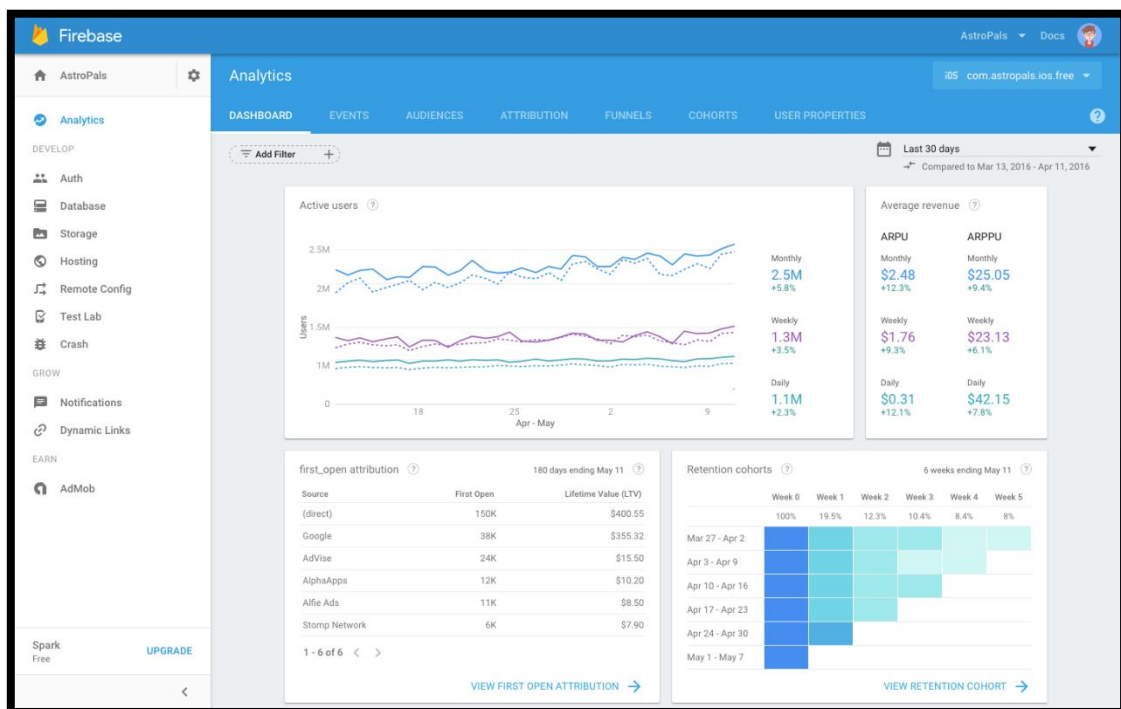 Firebase
AstroPals Docs
AstroPals
Analytics
DEVELOP
Auth
Database
Storage
Hosting
Remote Config
Test Lab
Crash
GROW
Notifications
Dynamic Links
EARN
AdMob
Spark
Free
UPGRADE
Analytics
iOS com.astropals.ios.free
DASHBOARD EVENTS AUDIENCES ATTRIBUTION FUNNELS COHORTS USER PROPERTIES ?
Add Filter +
Last 30 days
Compared to Mar 13, 2016 - Apr 11, 2016
Active users ?
Users
2.5M
2M
1.5M
1M
0
18 25 2 9
Apr - May
Monthly
2.5M
+5.8%
Weekly
1.3M
+3.5%
Daily
1.1M
+2.3%
Average revenue ?
ARPU ARPPU
Monthly Monthly
$2.48 $25.05
+12.3% +9.4%
Weekly Weekly
$1.76 $23.13
+9.3% +6.1%
Daily Daily
$0.31 $42.15
+12.1% +7.8%
first_open attribution ? 180 days ending May 11 ?
Source First Open Lifetime Value (LTV)
(direct) 150K $400.55
Google 38K $355.32
AdVise 24K $15.50
AlphaApps 12K $10.20
Alfie Ads 11K $8.50
Stomp Network 6K $7.90
1 - 6 of 6 < >
VIEW FIRST OPEN ATTRIBUTION →
Retention cohorts ? 6 weeks ending May 11 ?
Week 0 Week 1 Week 2 Week 3 Week 4 Week 5
100% 19.5% 12.3% 10.4% 8.4% 8%
Mar 27 - Apr 2
Apr 3 - Apr 9
Apr 10 - Apr 16
Apr 17 - Apr 23
Apr 24 - Apr 30
May 1 - May 7
VIEW RETENTION COHORT →